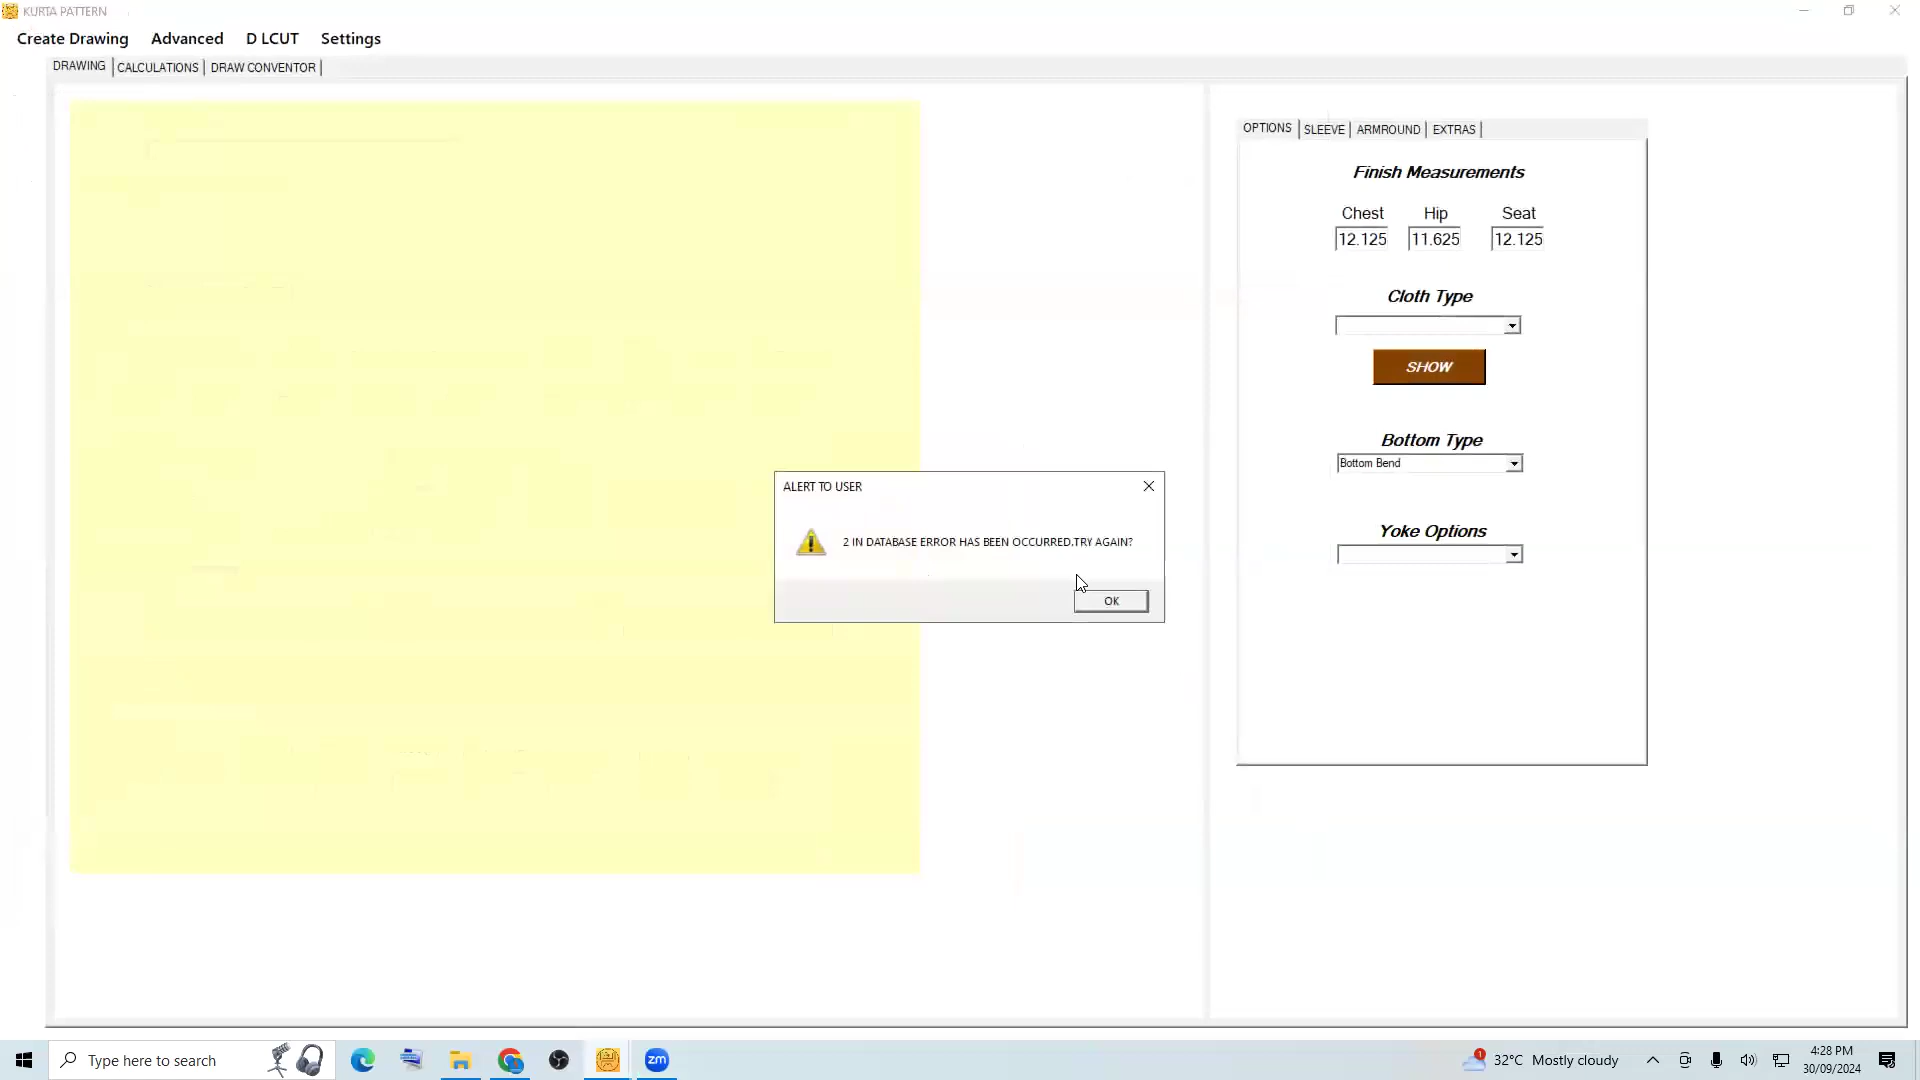 KURTA PATTERN
Create Drawing Advanced D LCUT Settings
DRAWING CALCULATIONS DRAW CONVENTOR
OPTIONS SLEEVE ARMROUND EXTRAS
Finish Measurements
Chest Hip Seat
12.125 11.625 12.125
Cloth Type
SHOW
Bottom Type
Bottom Bend
Yoke Options
ALERT TO USER
2 IN DATABASE ERROR HAS BEEN OCCURRED.TRY AGAIN?
OK
Type here to search
zm
1
32°C Mostly cloudy
4:28 PM
30/09/2024